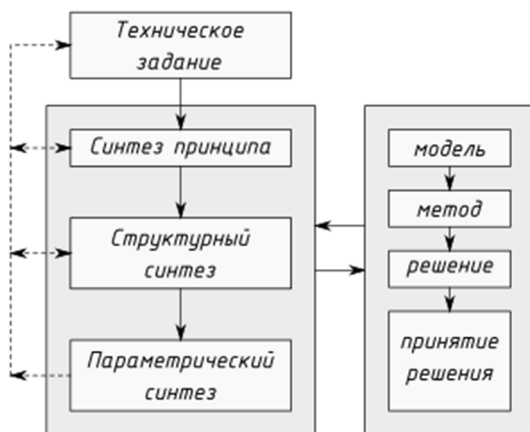 Техническое
задание
Синтез принципа
Структурный
синтез
Параметрический
синтез
модель
метод
решение
принятие
решения